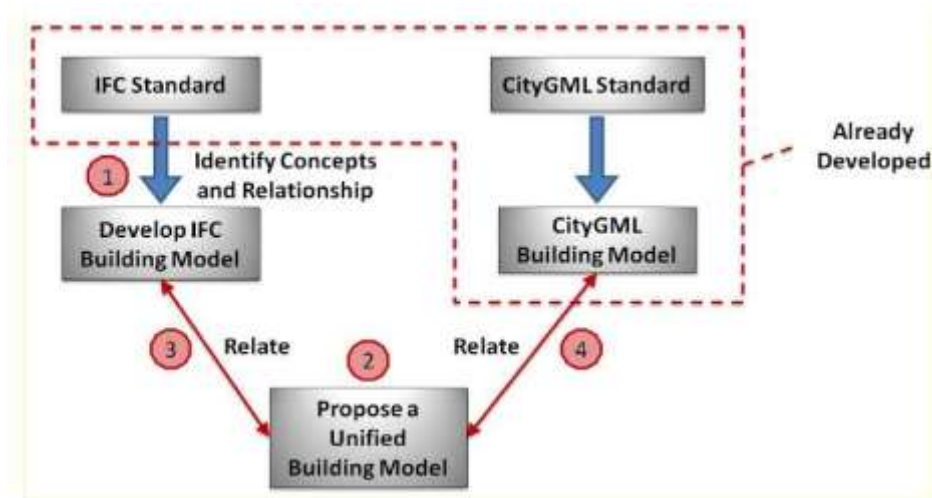 IFC Standard
CityGML Standard
Already
Developed
1
Identify Concepts
and Relationship
Develop IFC
Building Model
CityGML
Building Model
3
Relate
2
Relate
4
Propose a
Unified
Building Model